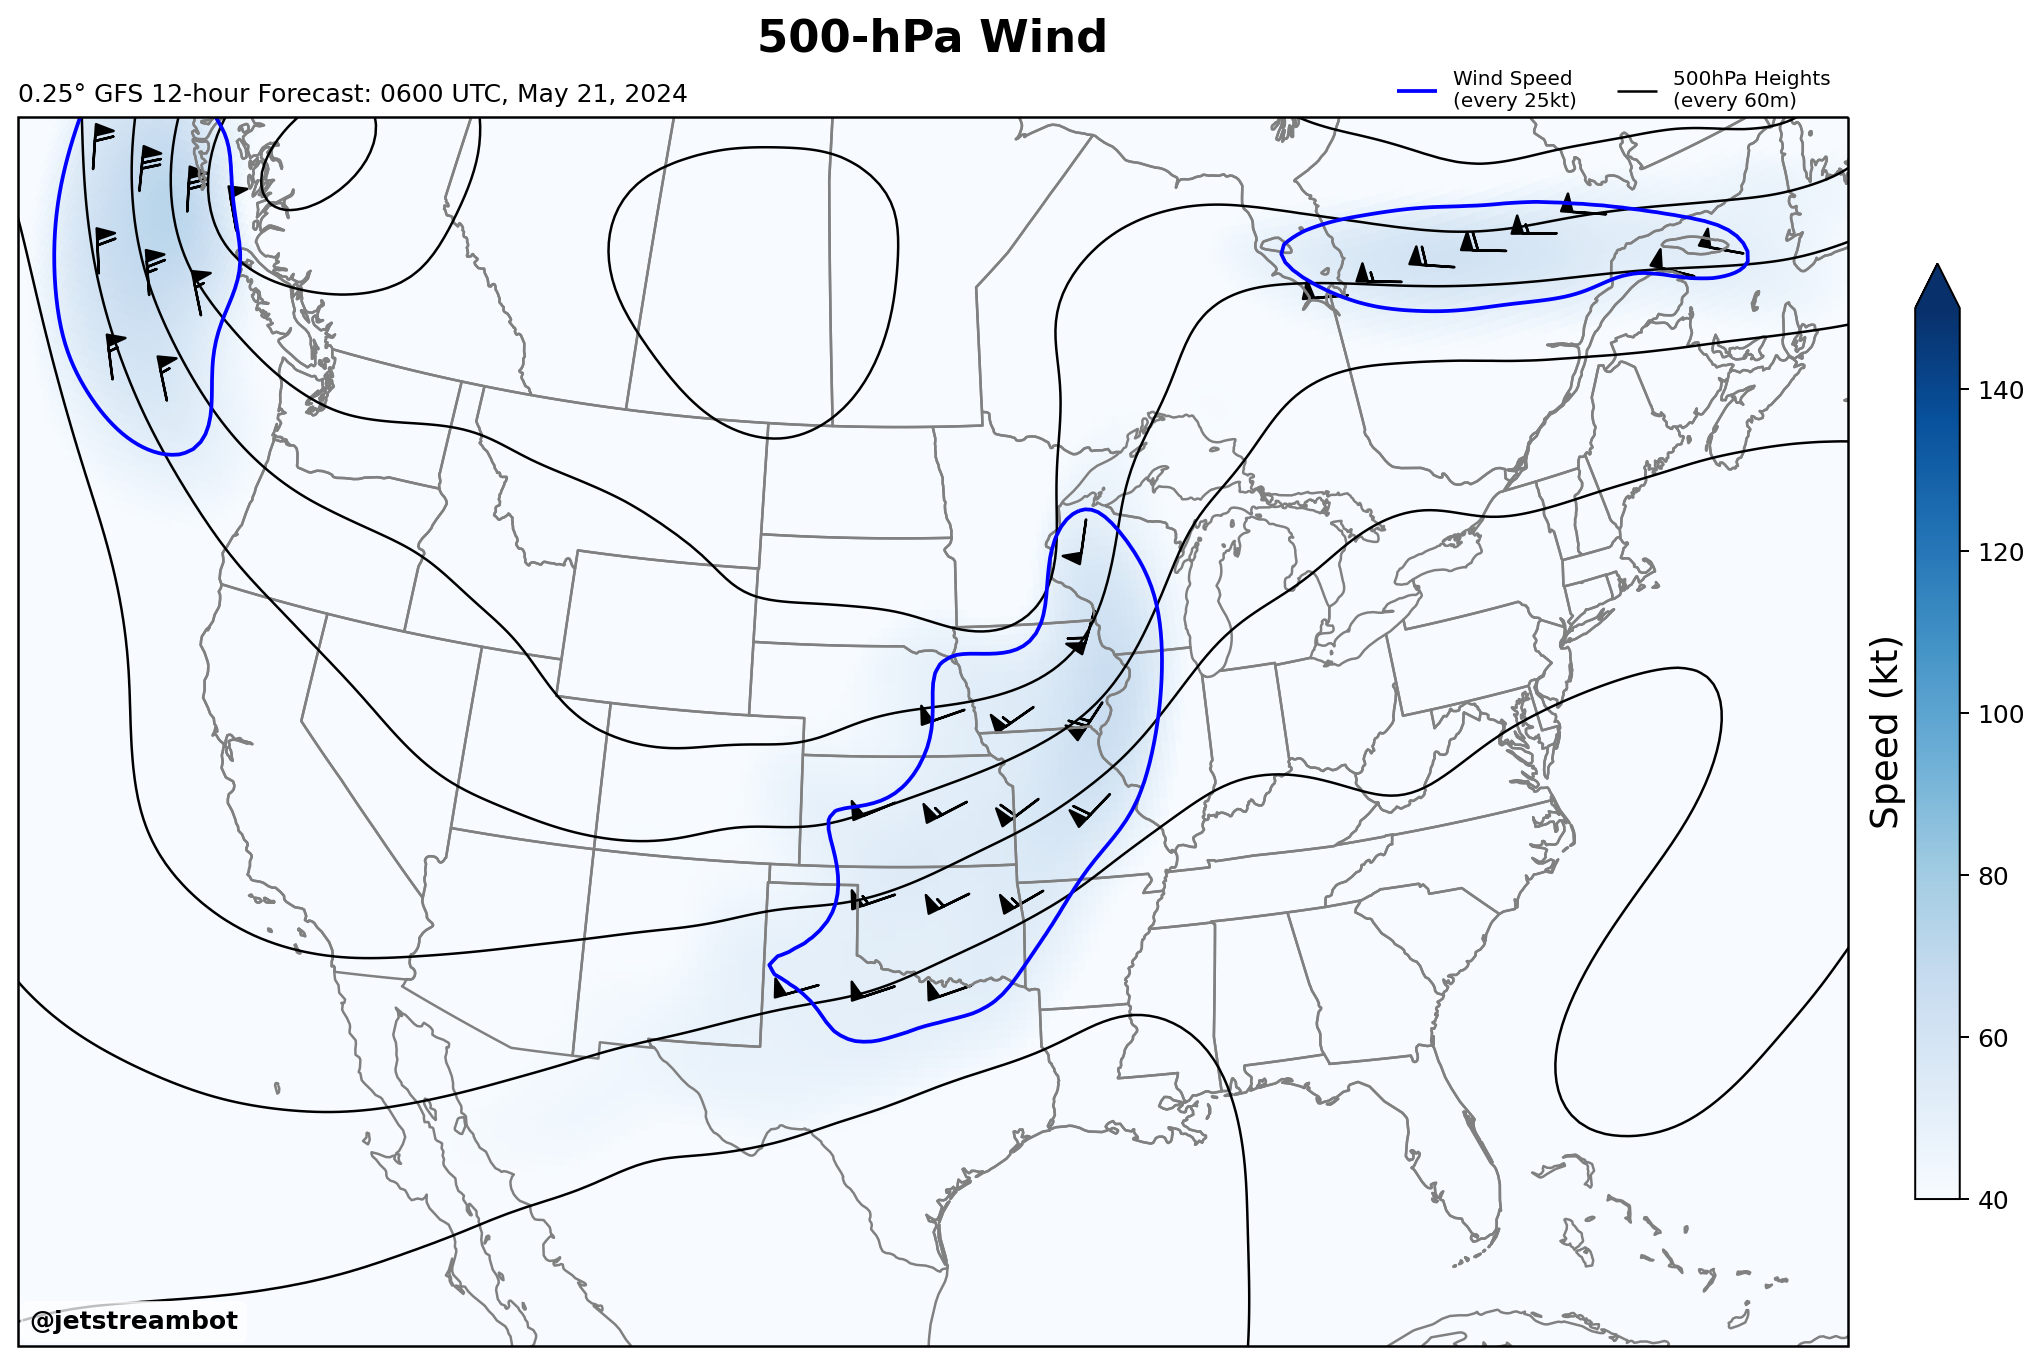 500-hPa Wind
0.25° GFS 12-hour Forecast: 0600 UTC, May 21, 2024
Wind Speed
(every 25kt)
500hPa Heights
(every 60m)
140
120
100
80
60
40
Speed (kt)
@jetstreambot